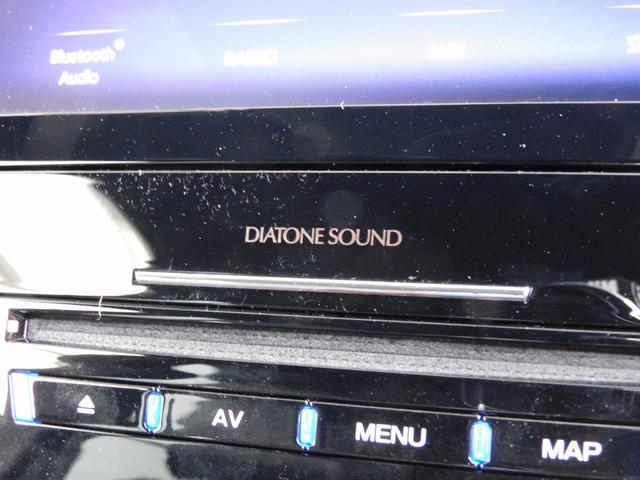 Bluetooth®
Audio
RADIO
AUX
DIATONE SOUND
AV
MENU
MAP